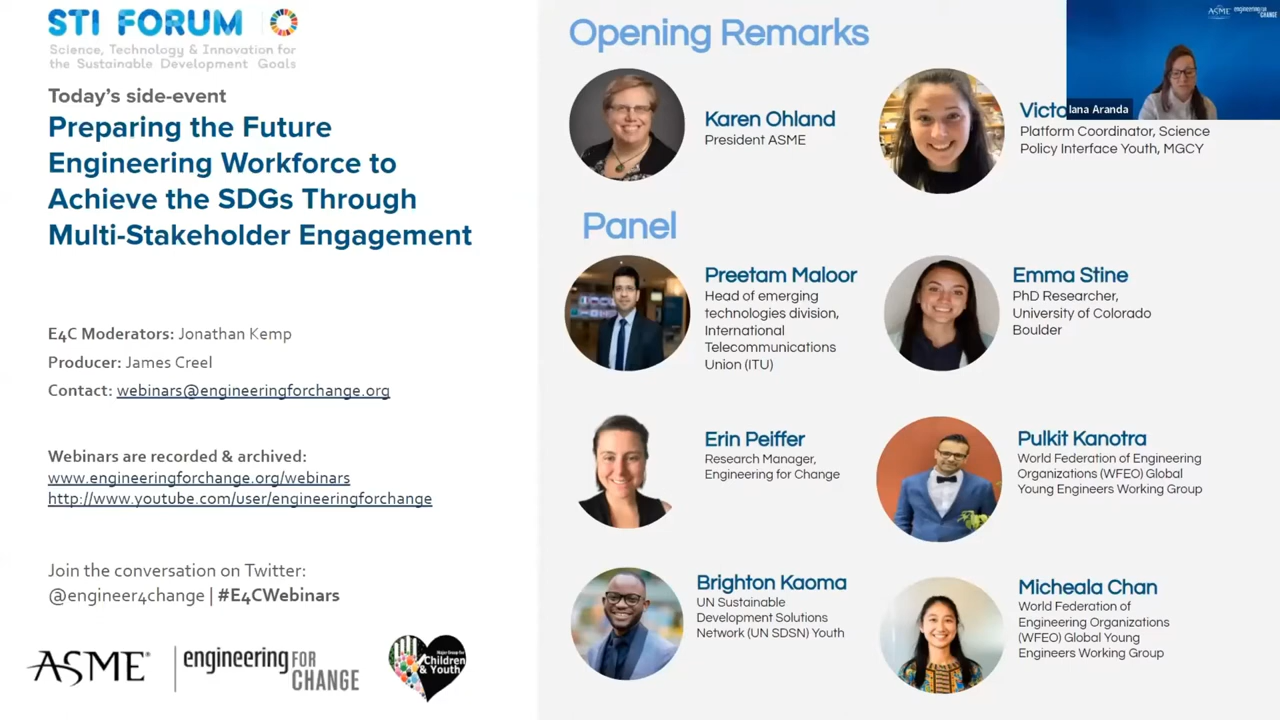 STI FORUM
Science, Technology & Innovation for
the Sustainable Development Goals
Today's side-event
Preparing the Future
Engineering Workforce to
Achieve the SDGs Through
Multi-Stakeholder Engagement
E4C Moderators: Jonathan Kemp
Producer: James Creel
Contact: webinars@engineeringforchange.org
Webinars are recorded & archived:
www.engineeringforchange.org/webinars
http://www.youtube.com/user/engineeringforchange
Join the conversation on Twitter:
@engineer4change | #E4CWebinars
ASME
engineering FOR
CHANGE
Major Group for
Children
& Youth
Opening Remarks
Karen Ohland
President ASME
Platform Coordinator, Science
Policy Interface Youth, MGCY
ASME engineering FOR
CHANGE
Iana Aranda
Panel
Preetam Maloor
Head of emerging
technologies division,
International
Telecommunications
Union (ITU)
Emma Stine
PhD Researcher,
University of Colorado
Boulder
Erin Peiffer
Research Manager,
Engineering for Change
Pulkit Kanotra
World Federation of Engineering
Organizations (WFEO) Global
Young Engineers Working Group
Brighton Kaoma
UN Sustainable
Development Solutions
Network (UN SDSN) Youth
Micheala Chan
World Federation of
Engineering Organizations
(WFEO) Global Young
Engineers Working Group